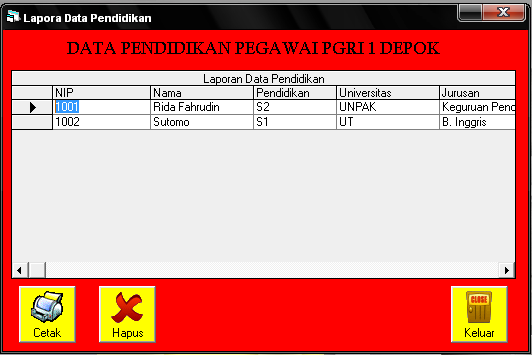 Lapora Data Pendidikan
DATA PENDIDIKAN PEGAWAI PGRI 1 DEPOK
Laporan Data Pendidikan
NIP Nama Pendidikan Universitas Jurusan
1001 Rida Fahrudin S2 UNPAK Keguruan Pend
1002 Sutomo S1 UT B. Inggris
CLOSE
Cetak Hapus Keluar